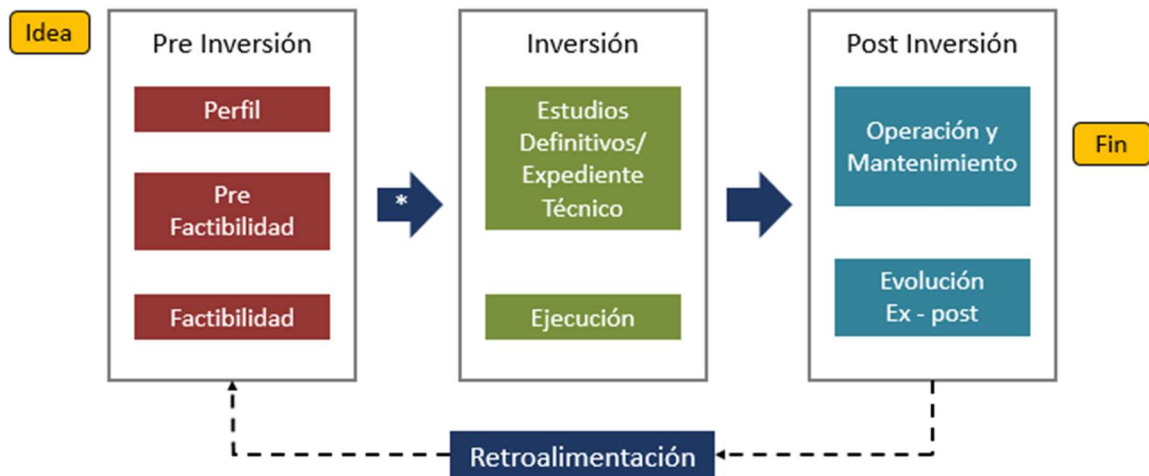 Idea
Pre Inversión
Perfil
Pre
Factibilidad
Factibilidad
*
Inversión
Estudios
Definitivos/
Expediente
Técnico
Ejecución
Post Inversión
Operación y
Mantenimiento
Evolución
Ex - post
Fin
Retroalimentación